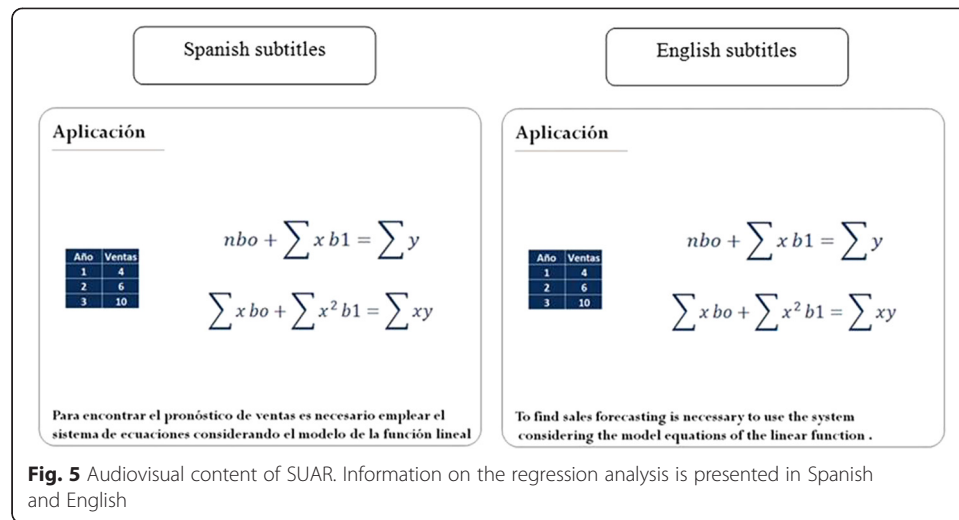 Spanish subtitles
Aplicación
Año Ventas
1 4
2 6
3 10
nbo + ∑ x b1 = ∑ y
∑ x bo + ∑ x² b1 = ∑ xy
Para encontrar el pronóstico de ventas es necesario emplear el
sistema de ecuaciones considerando el modelo de la función lineal
English subtitles
Aplicación
Año Ventas
1 4
2 6
3 10
nbo + ∑ x b1 = ∑ y
∑ x bo + ∑ x² b1 = ∑ xy
To find sales forecasting is necessary to use the system
considering the model equations of the linear function .
Fig. 5 Audiovisual content of SUAR. Information on the regression analysis is presented in Spanish
and English